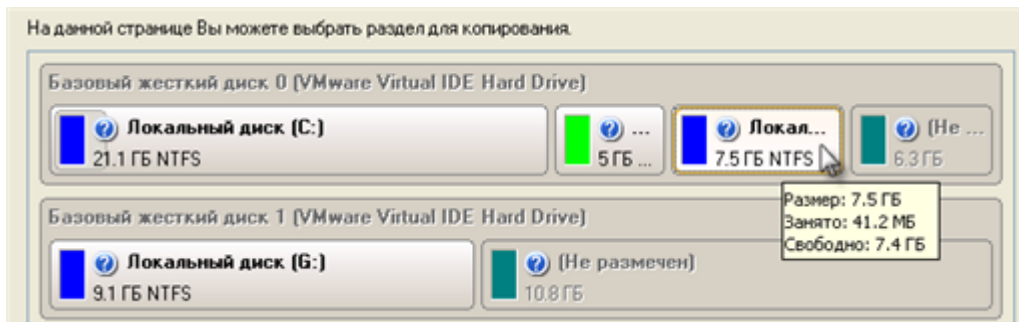 На данной странице Вы можете выбрать раздел для копирования.
Базовый жесткий диск 0 (VMware Virtual IDE Hard Drive)
Локальный диск (C:)
21.1 ГБ NTFS
...
5 ГБ ...
Локал...
7.5 ГБ NTFS
(Не ...
6.3 ГБ
Размер: 7.5 ГБ
Занято: 41.2 МБ
Свободно: 7.4 ГБ
Базовый жесткий диск 1 (VMware Virtual IDE Hard Drive)
Локальный диск (G:)
9.1 ГБ NTFS
(Не размечен)
10.8 ГБ